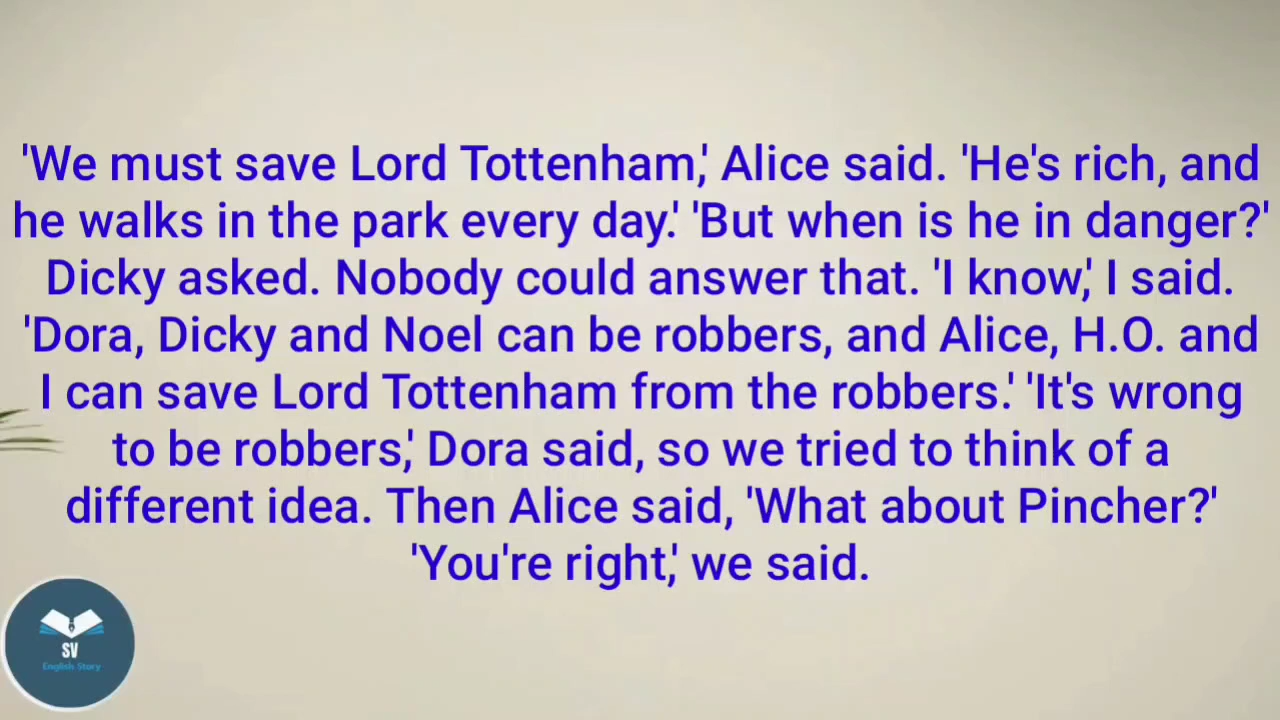 'We must save Lord Tottenham,' Alice said. 'He's rich, and
he walks in the park every day.' 'But when is he in danger?'
Dicky asked. Nobody could answer that. 'I know,' I said.
'Dora, Dicky and Noel can be robbers, and Alice, H.O. and
I can save Lord Tottenham from the robbers.' 'It's wrong
to be robbers,' Dora said, so we tried to think of a
different idea. Then Alice said, 'What about Pincher?'
'You're right,' we said.
SV
English Story